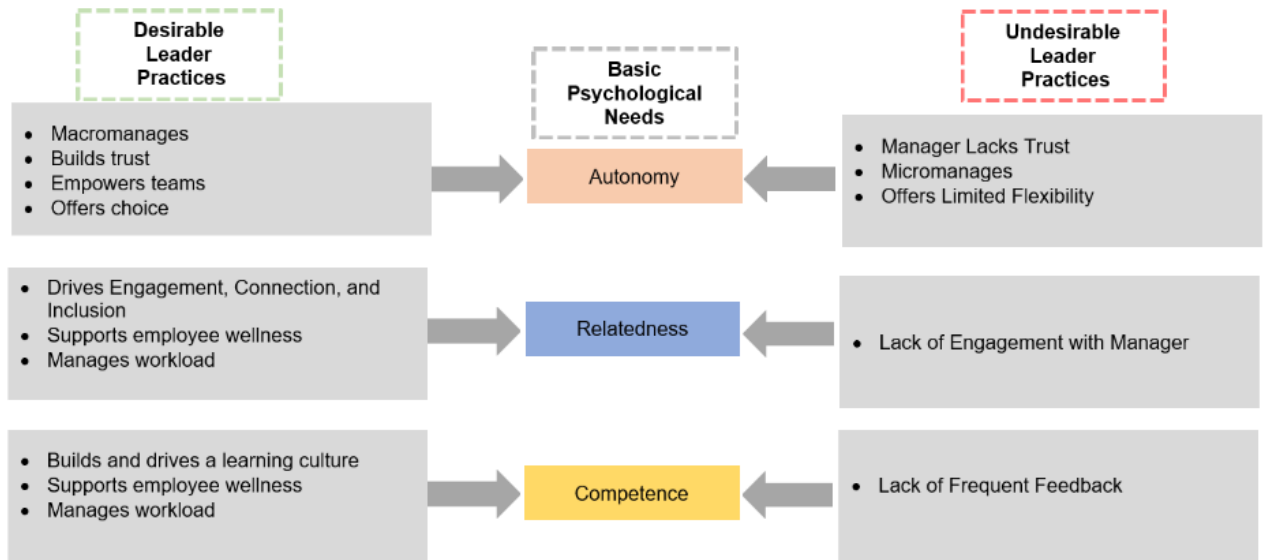 Desirable
Leader
Practices
Basic
Psychological
Needs
Undesirable
Leader
Practices
• Macromanages
• Builds trust
• Empowers teams
• Offers choice
Autonomy
• Manager Lacks Trust
• Micromanages
• Offers Limited Flexibility
• Drives Engagement, Connection, and
Inclusion
• Supports employee wellness
• Manages workload
Relatedness
• Lack of Engagement with Manager
• Builds and drives a learning culture
• Supports employee wellness
• Manages workload
Competence
• Lack of Frequent Feedback